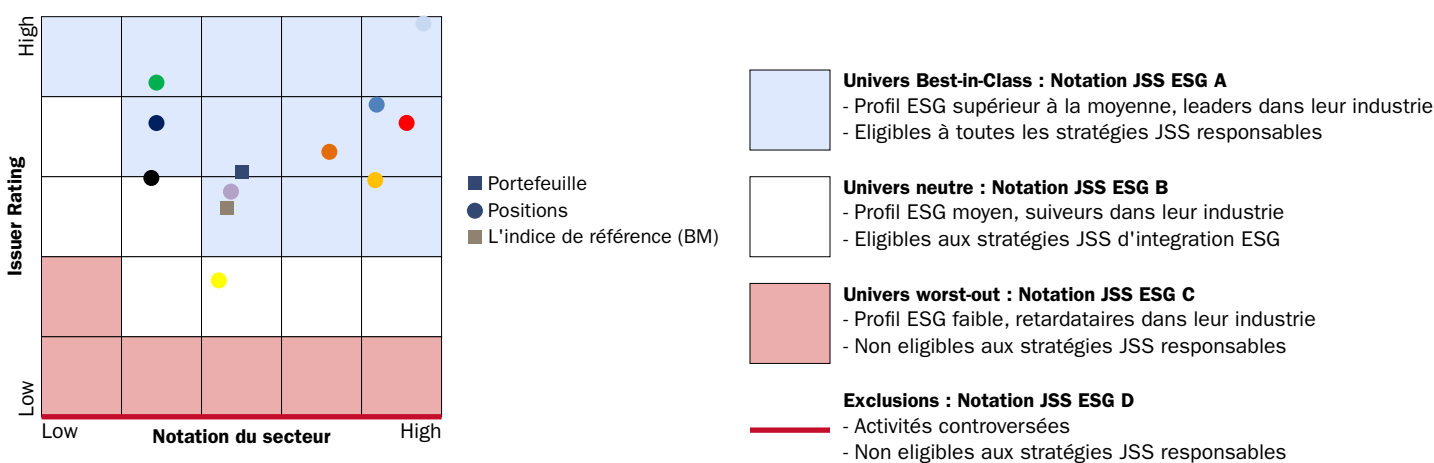 High
Issuer Rating
Low
Low
Notation du secteur
High
Portefeuille
Positions
L'indice de référence (BM)
Univers Best-in-Class : Notation JSS ESG A
- Profil ESG supérieur à la moyenne, leaders dans leur industrie
- Eligibles à toutes les stratégies JSS responsables
Univers neutre : Notation JSS ESG B
- Profil ESG moyen, suiveurs dans leur industrie
- Eligibles aux stratégies JSS d'integration ESG
Univers worst-out : Notation JSS ESG C
- Profil ESG faible, retardataires dans leur industrie
- Non eligibles aux stratégies JSS responsables
Exclusions : Notation JSS ESG D
- Activités controversées
- Non eligibles aux stratégies JSS responsables